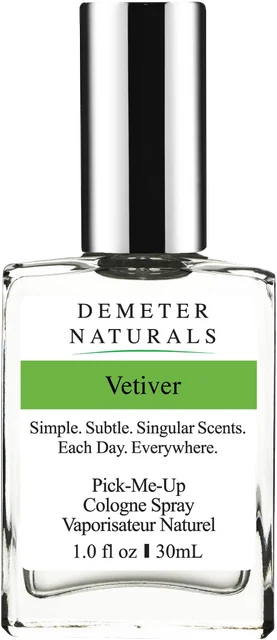 DEMETER
NATURALS
Vetiver
Simple. Subtle. Singular Scents.
Each Day. Everywhere.
Pick-Me-Up
Cologne Spray
Vaporisateur Naturel
1.0 fl oz ▮ 30mL